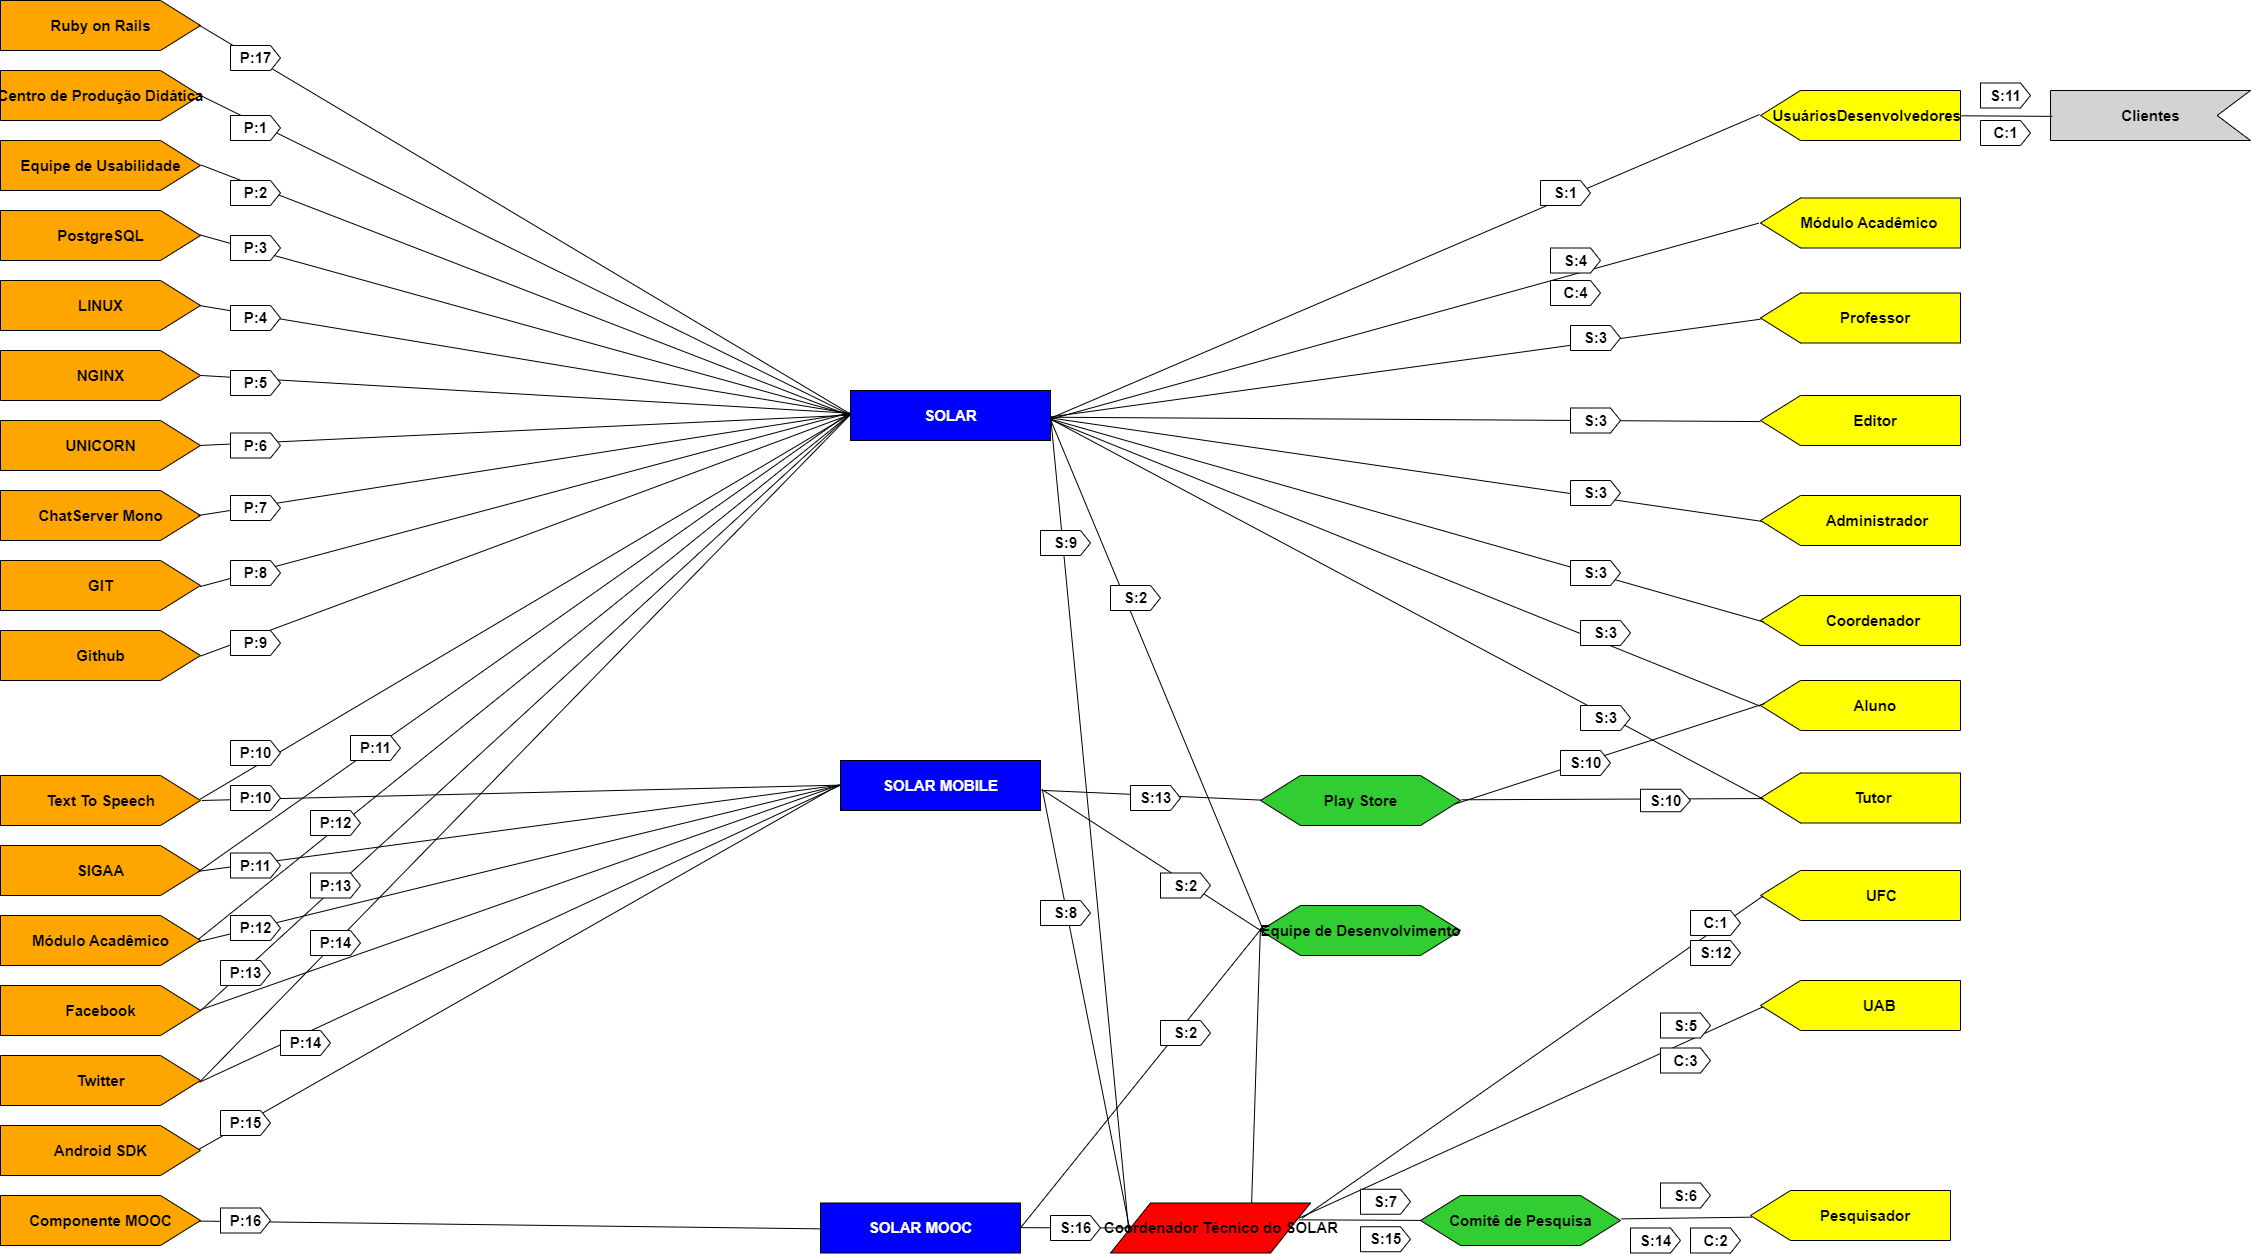 Ruby on Rails
P:17
Centro de Produção Didática
P:1
Equipe de Usabilidade
P:2
PostgreSQL
P:3
LINUX
P:4
NGINX
P:5
UNICORN
P:6
ChatServer Mono
P:7
GIT
P:8
Github
P:9
Text To Speech
P:10
P:10
SIGAA
P:11
P:11
Módulo Acadêmico
P:12
P:12
Facebook
P:13
P:13
Twitter
P:14
P:14
Android SDK
P:15
Componente MOOC
P:16
SOLAR
SOLAR MOBILE
SOLAR MOOC
S:9
S:2
S:13
S:2
S:8
S:2
S:16
Coordenador Técnico do SOLAR
Play Store
Equipe de Desenvolvimento
S:7
S:15
Comitê de Pesquisa
S:1
UsuáriosDesenvolvedores
S:11
C:1
Clientes
S:4
C:4
Módulo Acadêmico
S:3
Professor
S:3
Editor
S:3
Administrador
S:3
Coordenador
S:3
Aluno
S:3
S:10
S:10
Tutor
C:1
S:12
UFC
S:5
C:3
UAB
S:6
S:14
C:2
Pesquisador